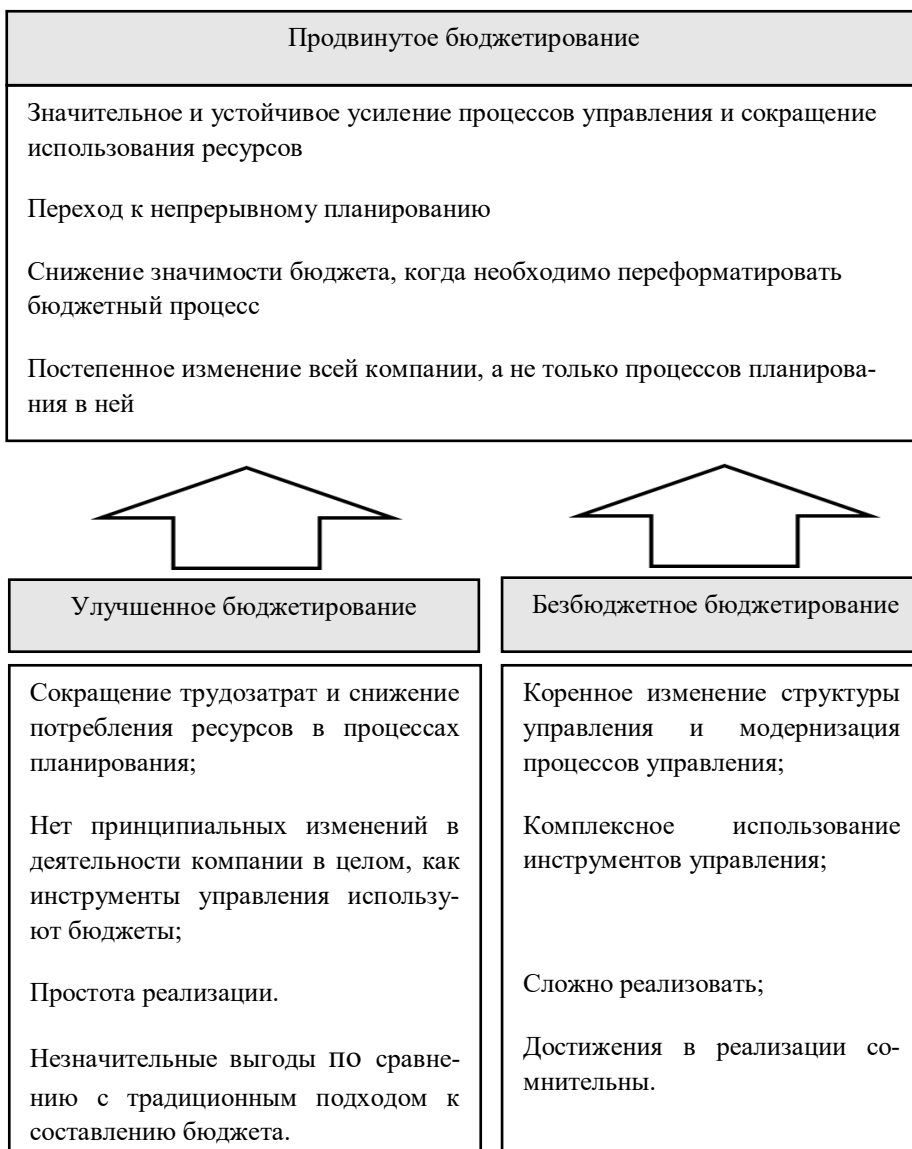 Продвинутое бюджетирование
Значительное и устойчивое усиление процессов управления и сокращение
использования ресурсов
Переход к непрерывному планированию
Снижение значимости бюджета, когда необходимо переформатировать
бюджетный процесс
Постепенное изменение всей компании, а не только процессов планирова-
ния в ней
Улучшенное бюджетирование
Сокращение трудозатрат и снижение
потребления ресурсов в процессах
планирования;
Нет принципиальных изменений в
деятельности компании в целом, как
инструменты управления использу-
ют бюджеты;
Простота реализации.
Незначительные выгоды по сравне-
нию с традиционным подходом к
составлению бюджета.
Безбюджетное бюджетирование
Коренное изменение структуры
управления и модернизация
процессов управления;
Комплексное использование
инструментов управления;
Сложно реализовать;
Достижения в реализации со-
мнительны.